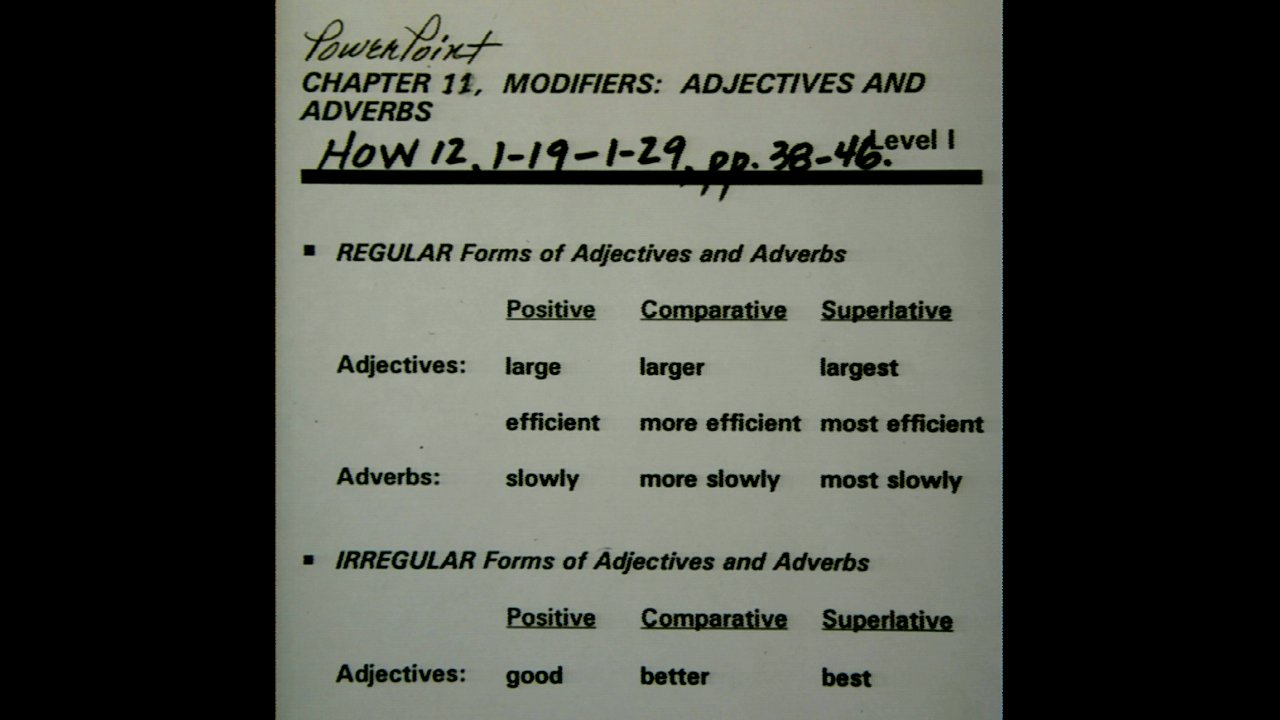 PowerPoint
CHAPTER 11, MODIFIERS: ADJECTIVES AND
ADVERBS
Level I
HOW 12, 1-19-1-29, pp. 38-46.
■ REGULAR Forms of Adjectives and Adverbs
Positive Comparative Superlative
Adjectives: large larger largest
efficient more efficient most efficient
Adverbs: slowly more slowly most slowly
■ IRREGULAR Forms of Adjectives and Adverbs
Positive Comparative Superlative
Adjectives: good better best